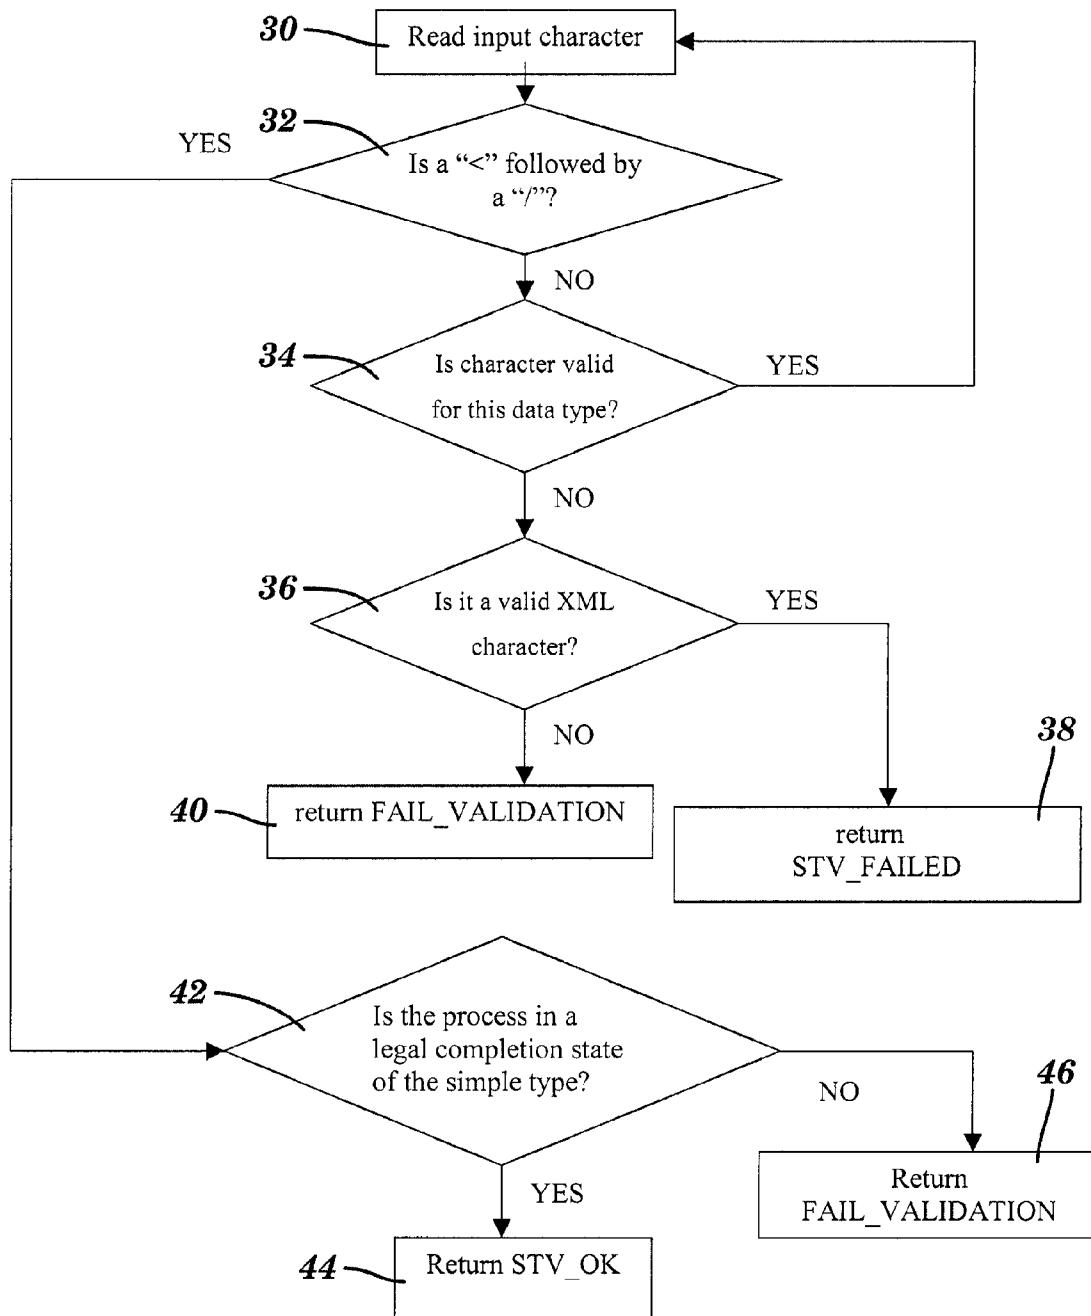 30
Read input character
32
YES
Is a “<” followed by
a “/”?
NO
34
Is character valid
for this data type?
YES
NO
36
Is it a valid XML
character?
YES
NO
38
40
return FAIL_VALIDATION
return
STV_FAILED
42
Is the process in a
legal completion state
of the simple type?
NO
46
YES
Return
FAIL_VALIDATION
44
Return STV_OK